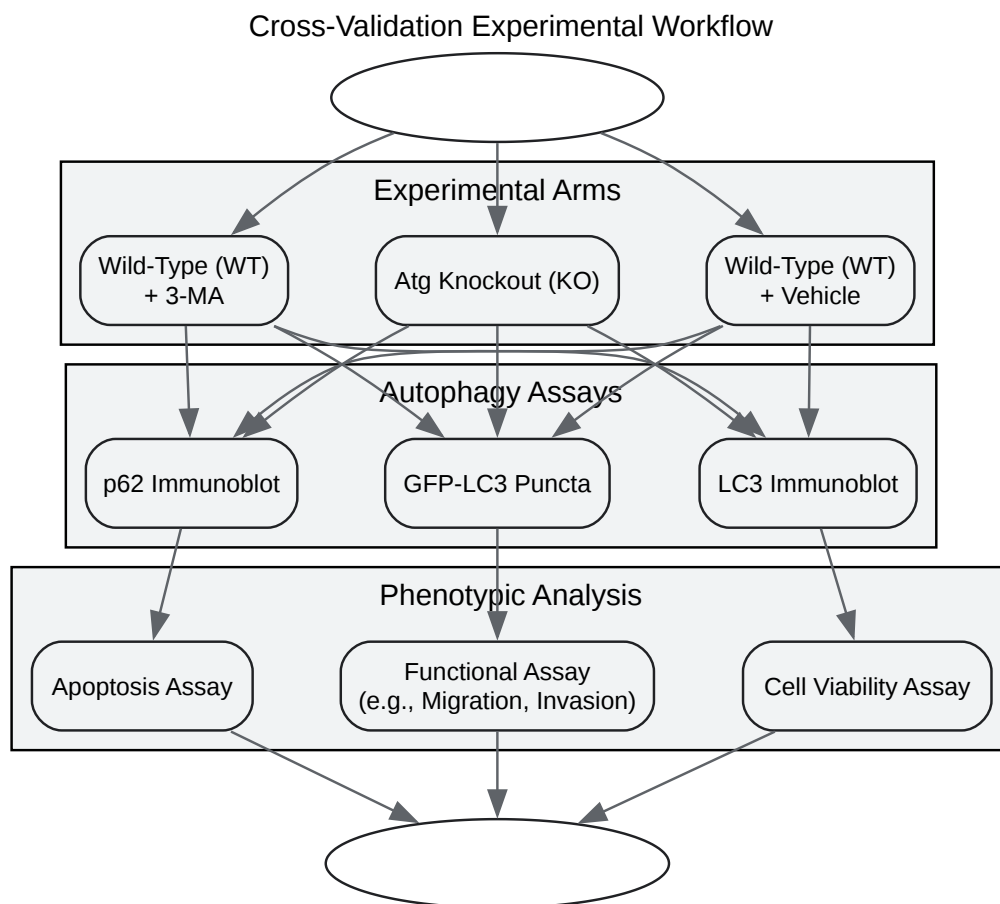 Cross-Validation Experimental Workflow
Experimental Arms
Wild-Type (WT)
+ 3-MA
Atg Knockout (KO)
Wild-Type (WT)
+ Vehicle
Autophagy Assays
p62 Immunoblot
GFP-LC3 Puncta
LC3 Immunoblot
Phenotypic Analysis
Apoptosis Assay
Functional Assay
(e.g., Migration, Invasion)
Cell Viability Assay